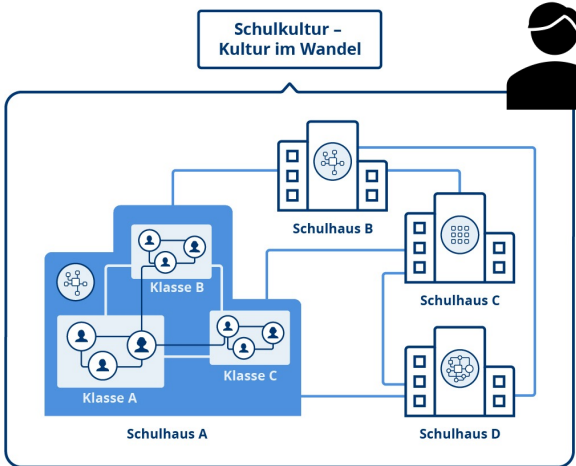 Schulkultur –
Kultur im Wandel
Schulhaus B
Klasse B
Schulhaus C
Klasse C
Klasse A
Schulhaus A
Schulhaus D